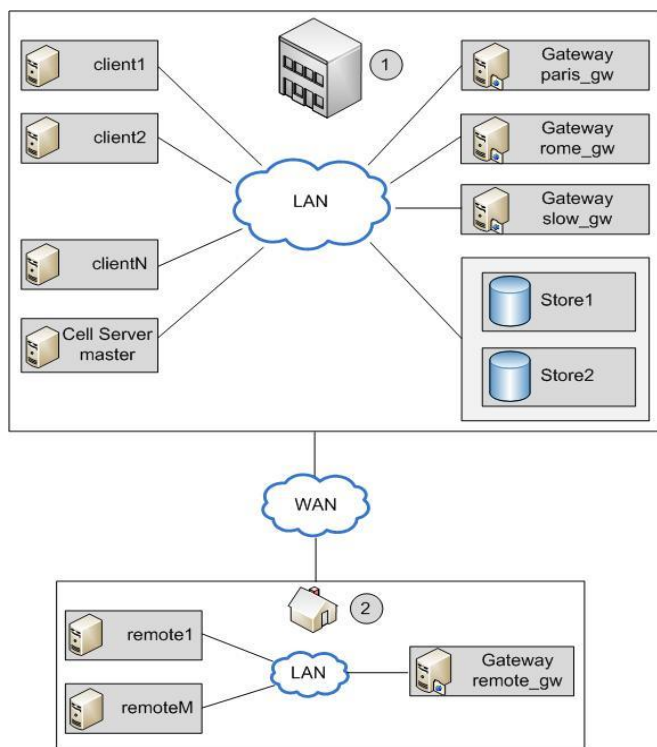 client1
1
Gateway
paris_gw
client2
Gateway
rome_gw
LAN
Gateway
slow_gw
clientN
Store1
Cell Server
master
Store2
WAN
2
remote1
LAN
Gateway
remote_gw
remoteM